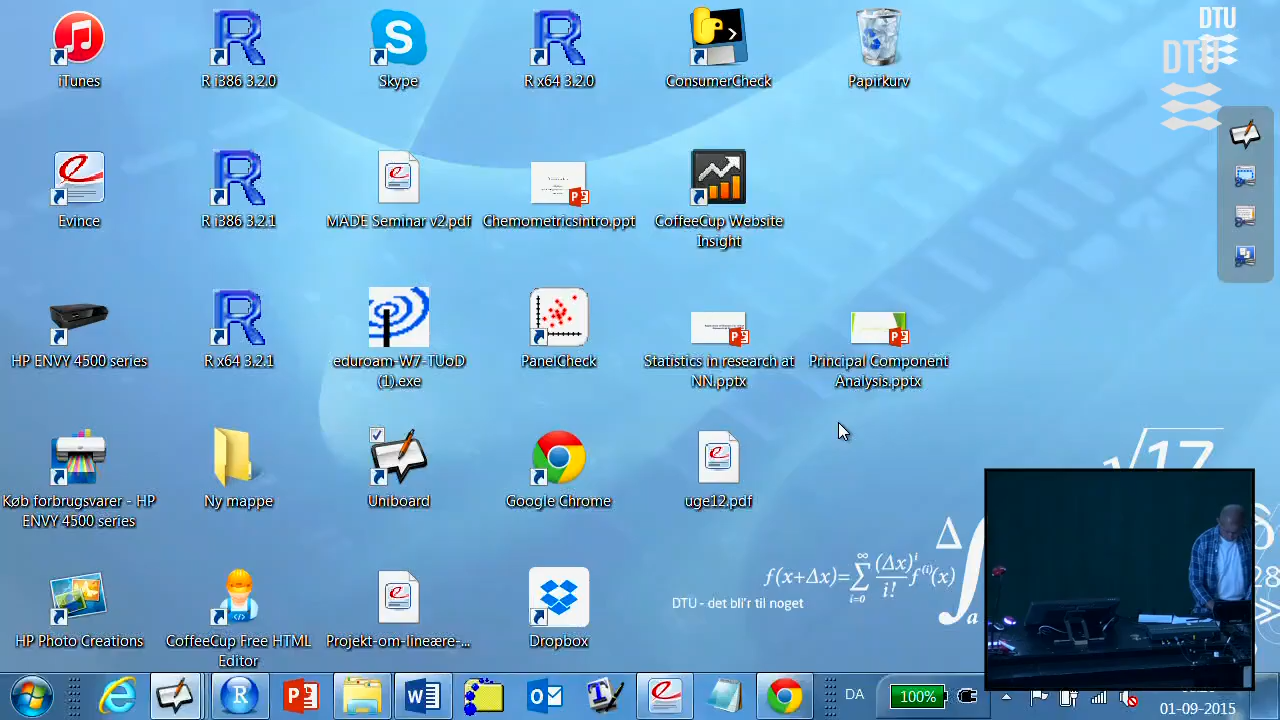 DTU
DTU
iTunes
R i386 3.2.0
Skype
R x64 3.2.0
ConsumerCheck
Papirkurv
Evince
R i386 3.2.1
MADE Seminar v2.pdf
Chemometricsintro.ppt
CoffeeCup Website
Insight
HP ENVY 4500 series
R x64 3.2.1
eduroam-W7-TUoD
(1).exe
PanelCheck
Statistics in research at
NN.pptx
Principal Component
Analysis.pptx
Køb forbrugsvarer - HP
ENVY 4500 series
Ny mappe
Uniboard
Google Chrome
uge12.pdf
√17
f(x+Δx)=∑ (Δx)^i/i! f^(i)(x)
DTU - det bli'r til noget
HP Photo Creations
CoffeeCup Free HTML
Editor
Projekt-om-lineære-...
Dropbox
DA
100%
01-09-2015